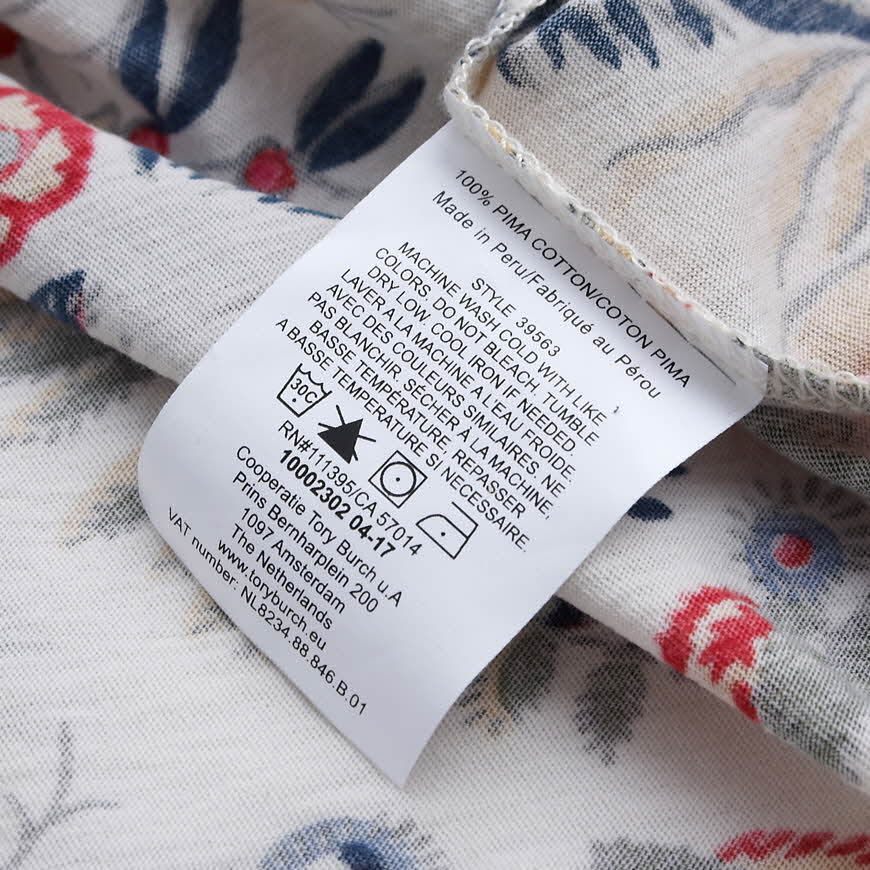 100% PIMA COTTON/COTON PIMA
Made in Peru/Fabriqué au Pérou
STYLE 39563
MACHINE WASH COLD WITH LIKE
COLORS. DO NOT BLEACH, TUMBLE
DRY LOW. COOL IRON IF NEEDED.
LAVER A LA MACHINE A L'EAU FROIDE.
AVEC DES COULEURS SIMILAIRES. NE
PAS BLANCHIR. SÉCHER À LA MACHINE,
BASSE TEMPÉRATURE, REPASSER
A BASSE TEMPERATURE SI NECESSAIRE.
30C
RN#111395/CA 57014
10002302 04-17
Cooperatie Tory Burch u.A
Prins Bernharplein 200
1097 Amsterdam
The Netherlands
www.toryburch.eu
VAT number: NL8234.88.846.B.01